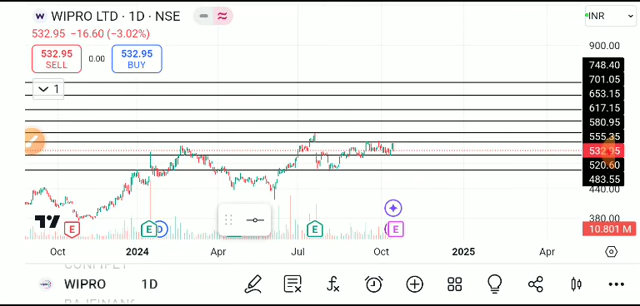 W WIPRO LTD · 1D · NSE
INR
532.95 −16.60 (−3.02%)
532.95 SELL
0.00
532.95 BUY
1
900.00
748.40
701.05
653.15
617.15
580.95
555.35
532.95
520.60
483.55
440.00
380.00
10.801 M
E
E
D
E
E
Oct
2024
Apr
Jul
Oct
2025
Apr
WIPRO 1D